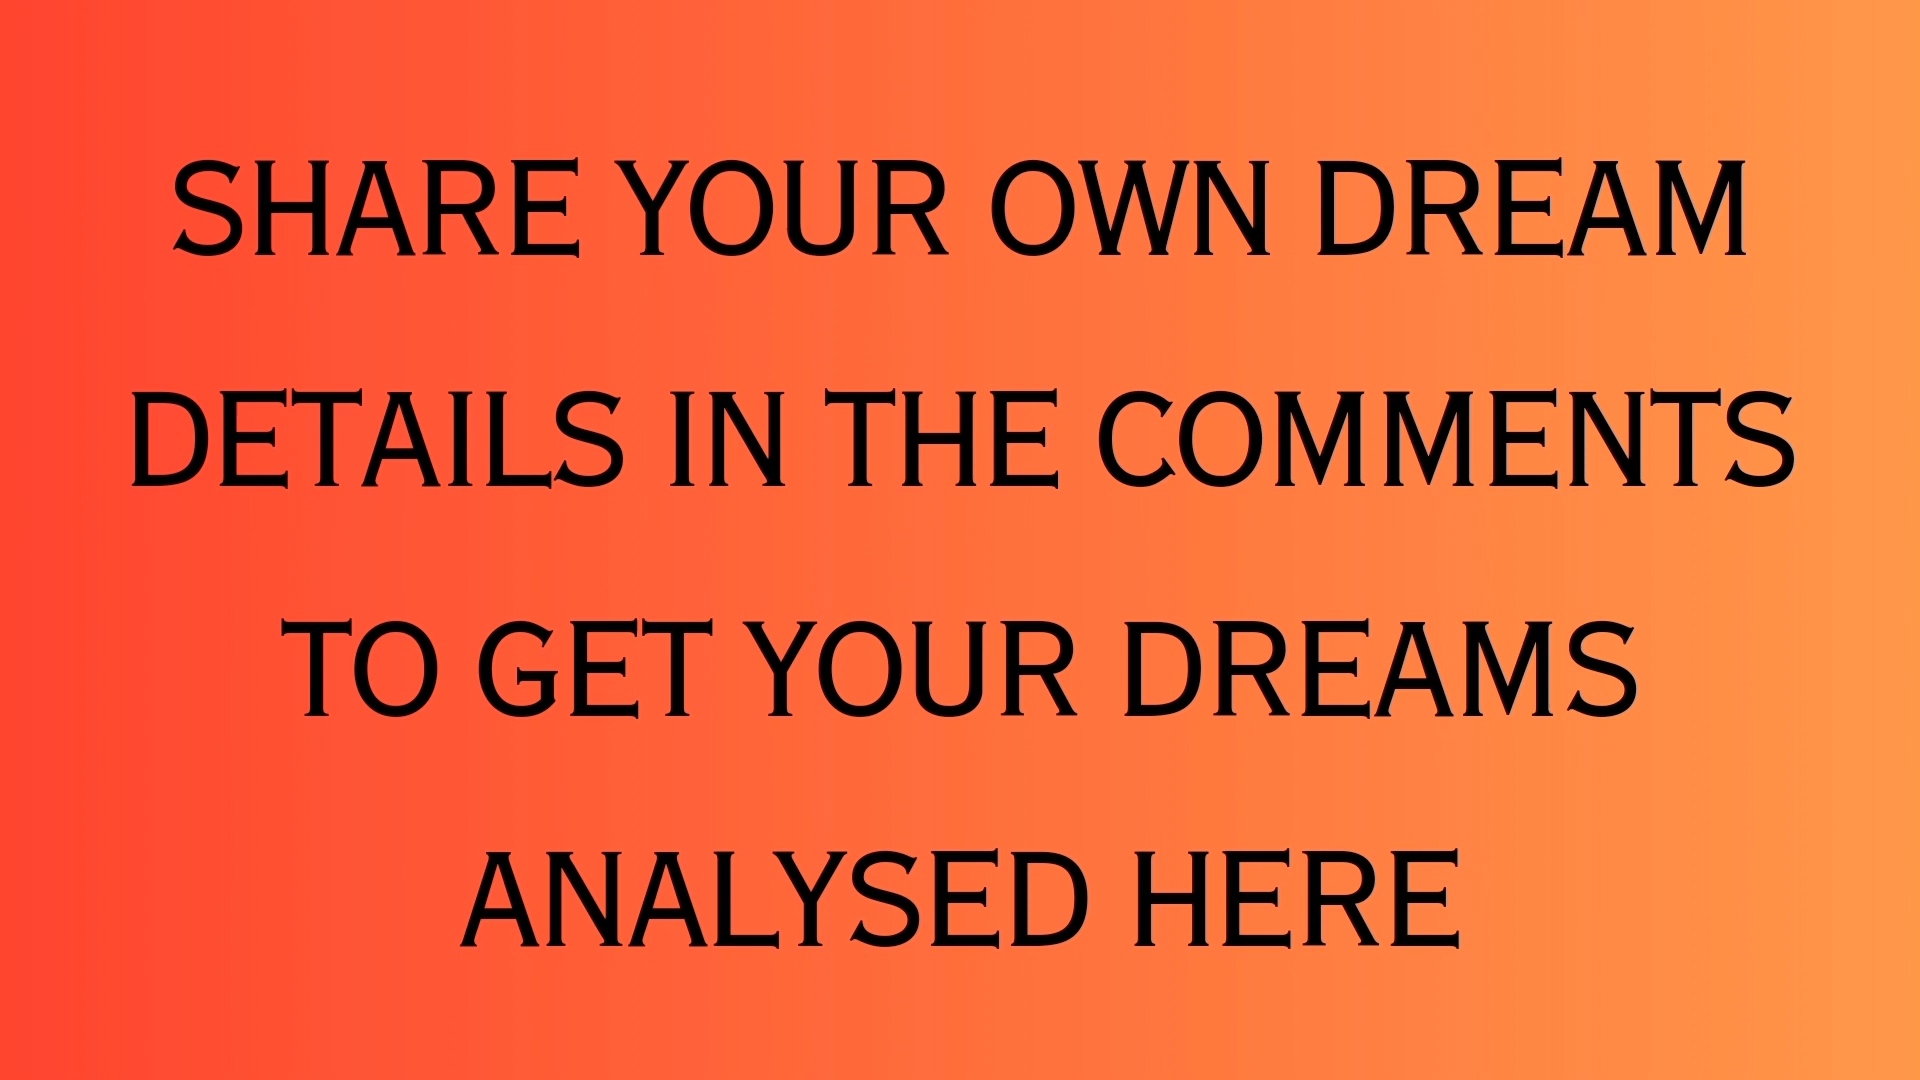 SHARE YOUR OWN DREAM
DETAILS IN THE COMMENTS
TO GET YOUR DREAMS
ANALYSED HERE